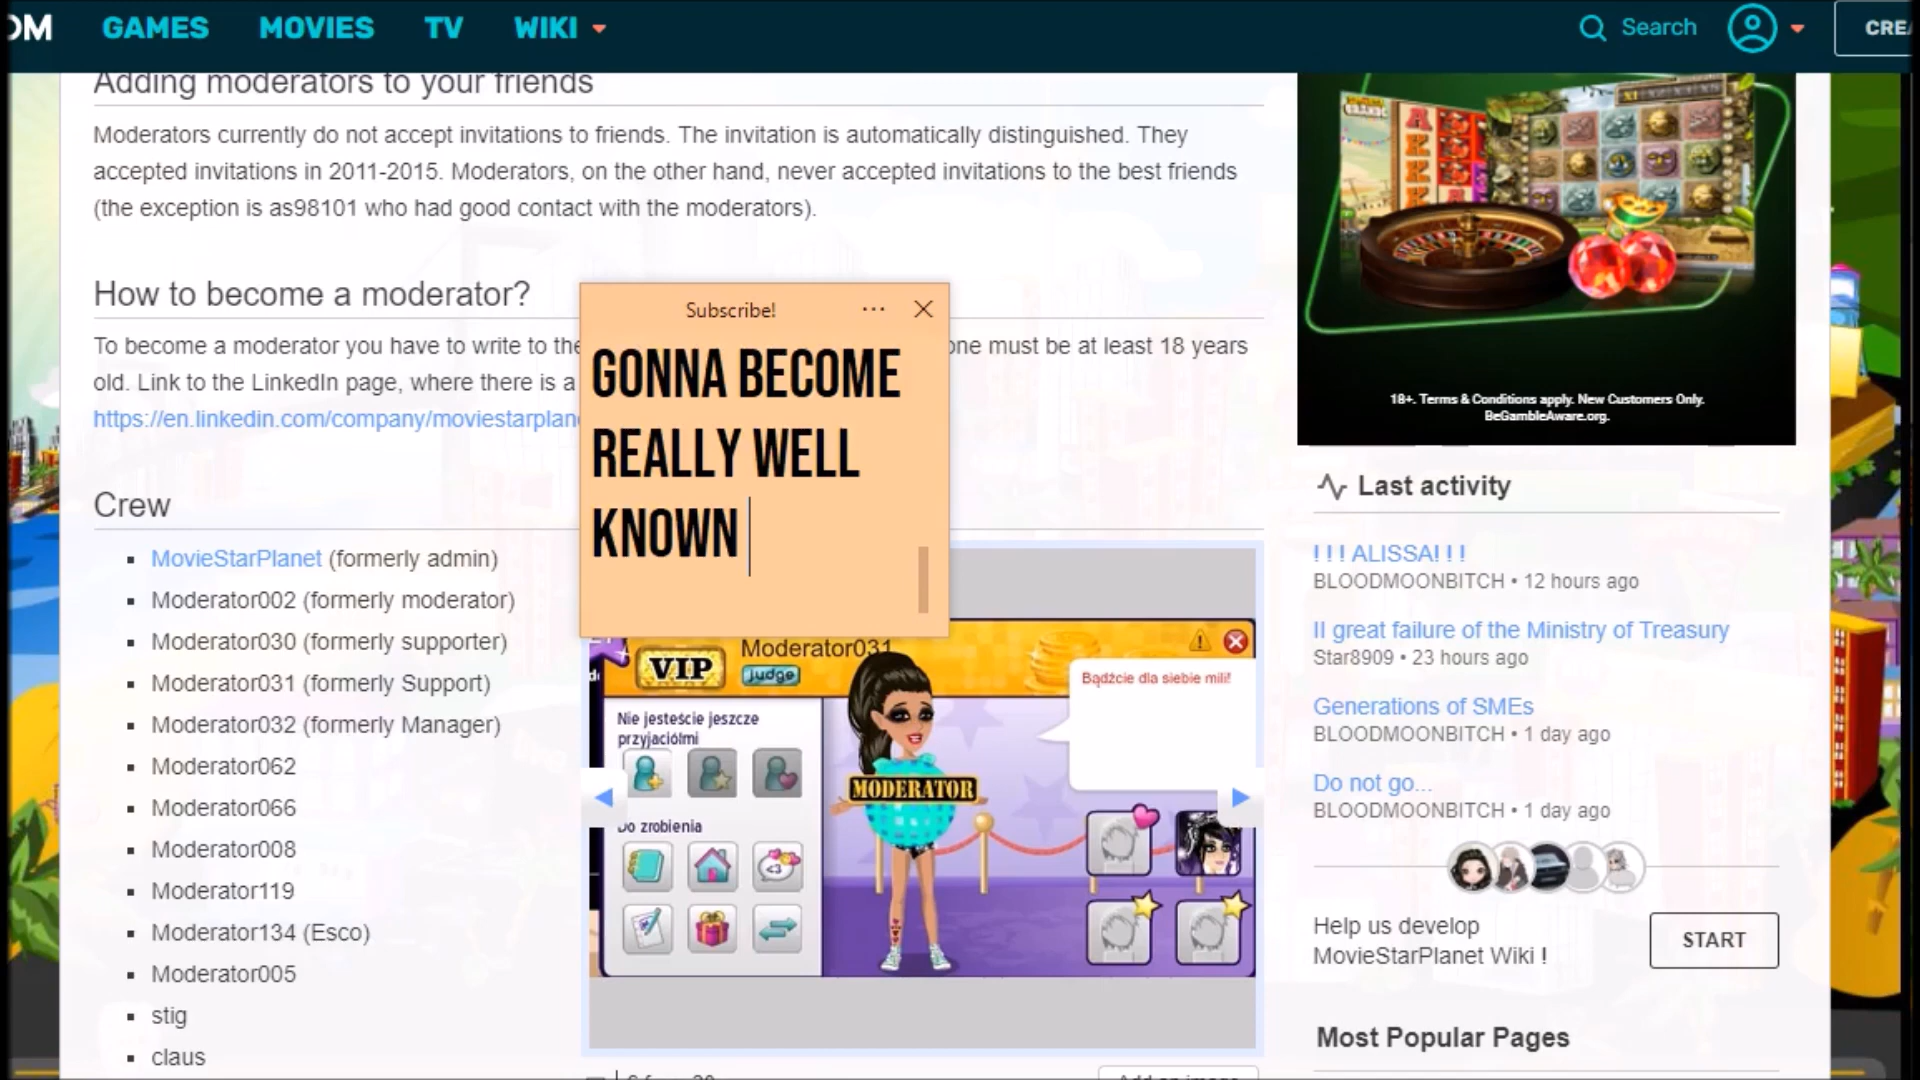 OM GAMES MOVIES TV WIKI Search CREA
Adding moderators to your friends
Moderators currently do not accept invitations to friends. The invitation is automatically distinguished. They
accepted invitations in 2011-2015. Moderators, on the other hand, never accepted invitations to the best friends
(the exception is as98101 who had good contact with the moderators).
How to become a moderator?
To become a moderator you have to write to the one must be at least 18 years
old. Link to the LinkedIn page, where there is a
https://en.linkedin.com/company/moviestarplan
Subscribe!
GONNA BECOME
REALLY WELL
KNOWN
Crew
MovieStarPlanet (formerly admin)
Moderator002 (formerly moderator)
Moderator030 (formerly supporter)
Moderator031 (formerly Support)
Moderator032 (formerly Manager)
Moderator062
Moderator066
Moderator008
Moderator119
Moderator134 (Esco)
Moderator005
stig
claus
VIP
Moderator031
judge
Bądźcie dla siebie mili!
Nie jesteście jeszcze
przyjaciółmi
MODERATOR
Do zrobienia
18+. Terms & Conditions apply. New Customers Only.
BeGambleAware.org.
Last activity
! ! ! ALISSA! ! !
BLOODMOONBITCH • 12 hours ago
II great failure of the Ministry of Treasury
Star8909 • 23 hours ago
Generations of SMEs
BLOODMOONBITCH • 1 day ago
Do not go...
BLOODMOONBITCH • 1 day ago
Help us develop
MovieStarPlanet Wiki !
START
Most Popular Pages